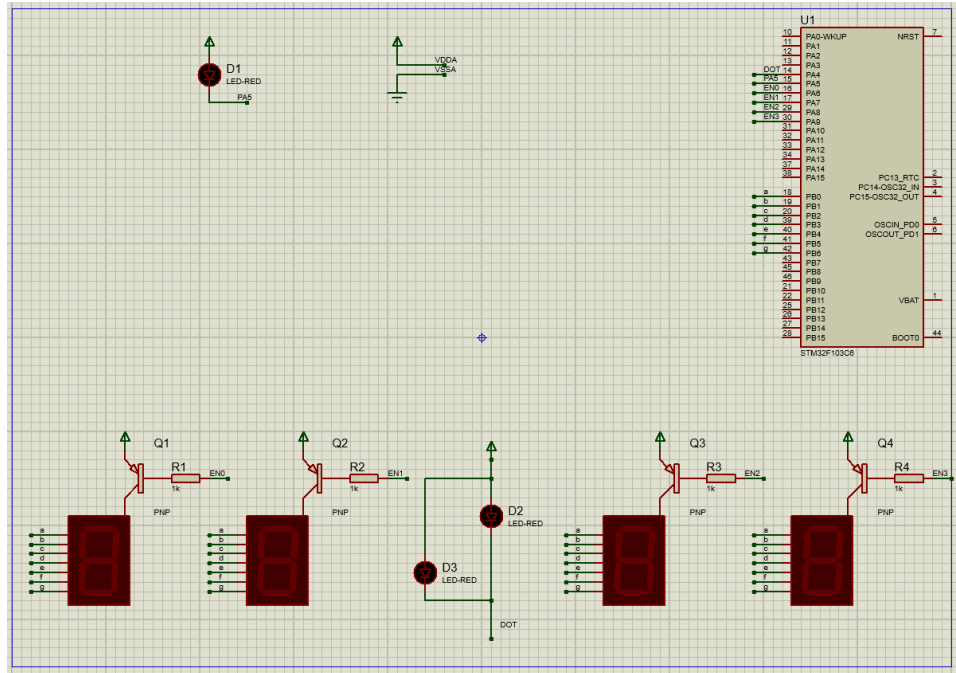 U1
10 PA0-WKUP NRST 7
11 PA1
12 PA2
13 PA3
DOT 14 PA4
PA5 15 PA5
EN0 16 PA6
EN1 17 PA7
EN2 29 PA8
EN3 30 PA9
31 PA10
32 PA11
33 PA12
34 PA13
37 PA14
38 PA15
PC13_RTC 2
PC14-OSC32_IN 3
PC15-OSC32_OUT 4
a 18 PB0
b 19 PB1
c 20 PB2
d 39 PB3 OSCIN_PD0 5
e 40 PB4 OSCOUT_PD1 6
f 41 PB5
g 42 PB6
43 PB7
45 PB8
46 PB9
21 PB10
22 PB11 VBAT 1
25 PB12
26 PB13
27 PB14
28 PB15 BOOT0 44
STM32F103C6
D1
LED-RED
PA5
VDDA
VSSA
Q1
R1
EN0
1k
PNP
a
b
c
d
e
f
g
Q2
R2
EN1
1k
PNP
a
b
c
d
e
f
g
D2
LED-RED
D3
LED-RED
DOT
Q3
R3
EN2
1k
PNP
a
b
c
d
e
f
g
Q4
R4
EN3
1k
PNP
a
b
c
d
e
f
g